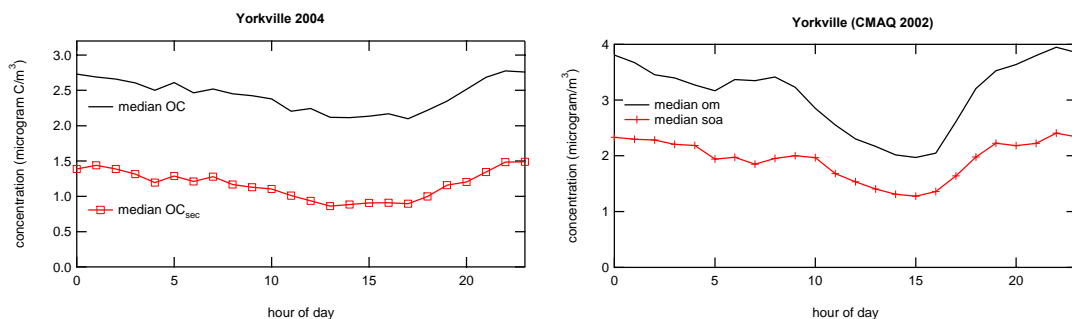 Yorkville 2004
concentration (microgram C/m³)
3.0
2.5
2.0
1.5
1.0
0.5
0.0
median OC
median OCsec
0
5
10
15
20
hour of day
Yorkville (CMAQ 2002)
concentration (microgram/m³)
4
3
2
1
0
median om
median soa
0
5
10
15
20
hour of day